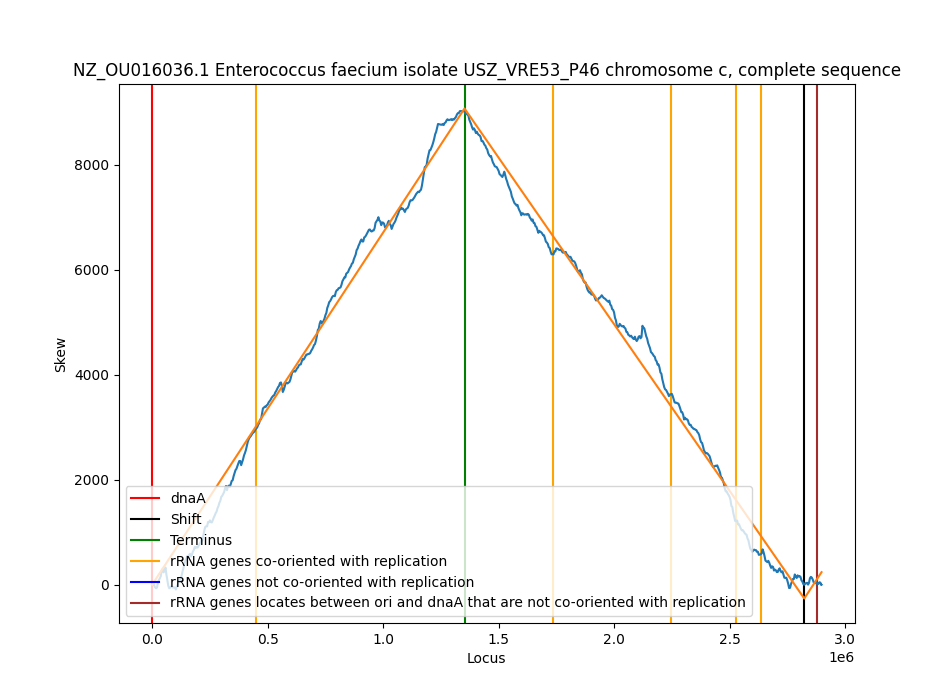 NZ_OU016036.1 Enterococcus faecium isolate USZ_VRE53_P46 chromosome c, complete sequence
Skew
8000
6000
4000
2000
0
dnaA
Shift
Terminus
rRNA genes co-oriented with replication
rRNA genes not co-oriented with replication
rRNA genes locates between ori and dnaA that are not co-oriented with replication
0.0 0.5 1.0 1.5 2.0 2.5 3.0
1e6
Locus